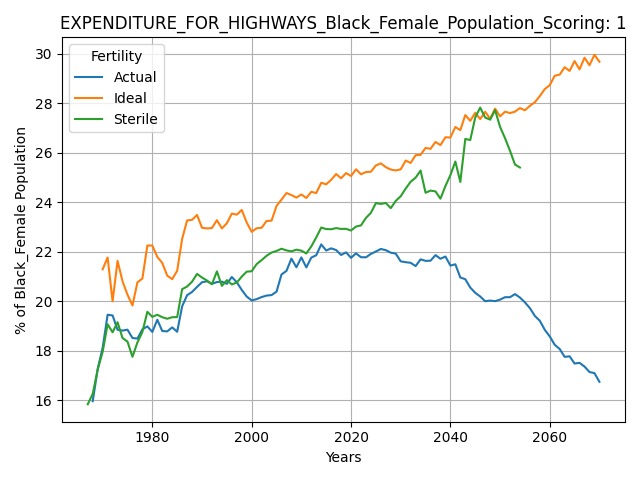 EXPENDITURE_FOR_HIGHWAYS_Black_Female_Population_Scoring: 1
Fertility
Actual
Ideal
Sterile
% of Black_Female Population
30
28
26
24
22
20
18
16
1980 2000 2020 2040 2060
Years